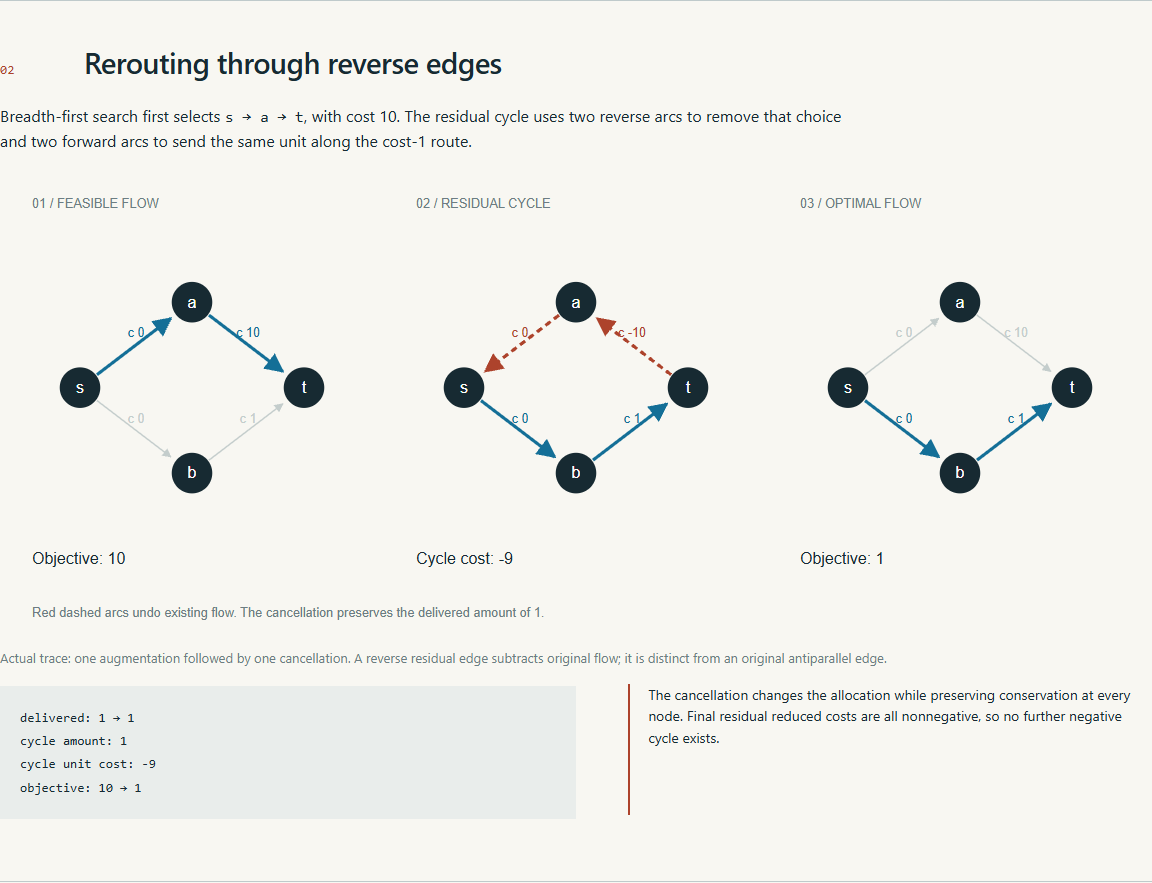 02
Rerouting through reverse edges
Breadth-first search first selects s → a → t, with cost 10. The residual cycle uses two reverse arcs to remove that choice
and two forward arcs to send the same unit along the cost-1 route.
01 / FEASIBLE FLOW
02 / RESIDUAL CYCLE
03 / OPTIMAL FLOW
a
c 0
c 10
s
t
c 0
c 1
b
a
c 0
c -10
s
t
c 0
c 1
b
a
c 0
c 10
s
t
c 0
c 1
b
Objective: 10
Cycle cost: -9
Objective: 1
Red dashed arcs undo existing flow. The cancellation preserves the delivered amount of 1.
Actual trace: one augmentation followed by one cancellation. A reverse residual edge subtracts original flow; it is distinct from an original antiparallel edge.
delivered: 1 → 1
cycle amount: 1
cycle unit cost: -9
objective: 10 → 1
The cancellation changes the allocation while preserving conservation at every
node. Final residual reduced costs are all nonnegative, so no further negative
cycle exists.